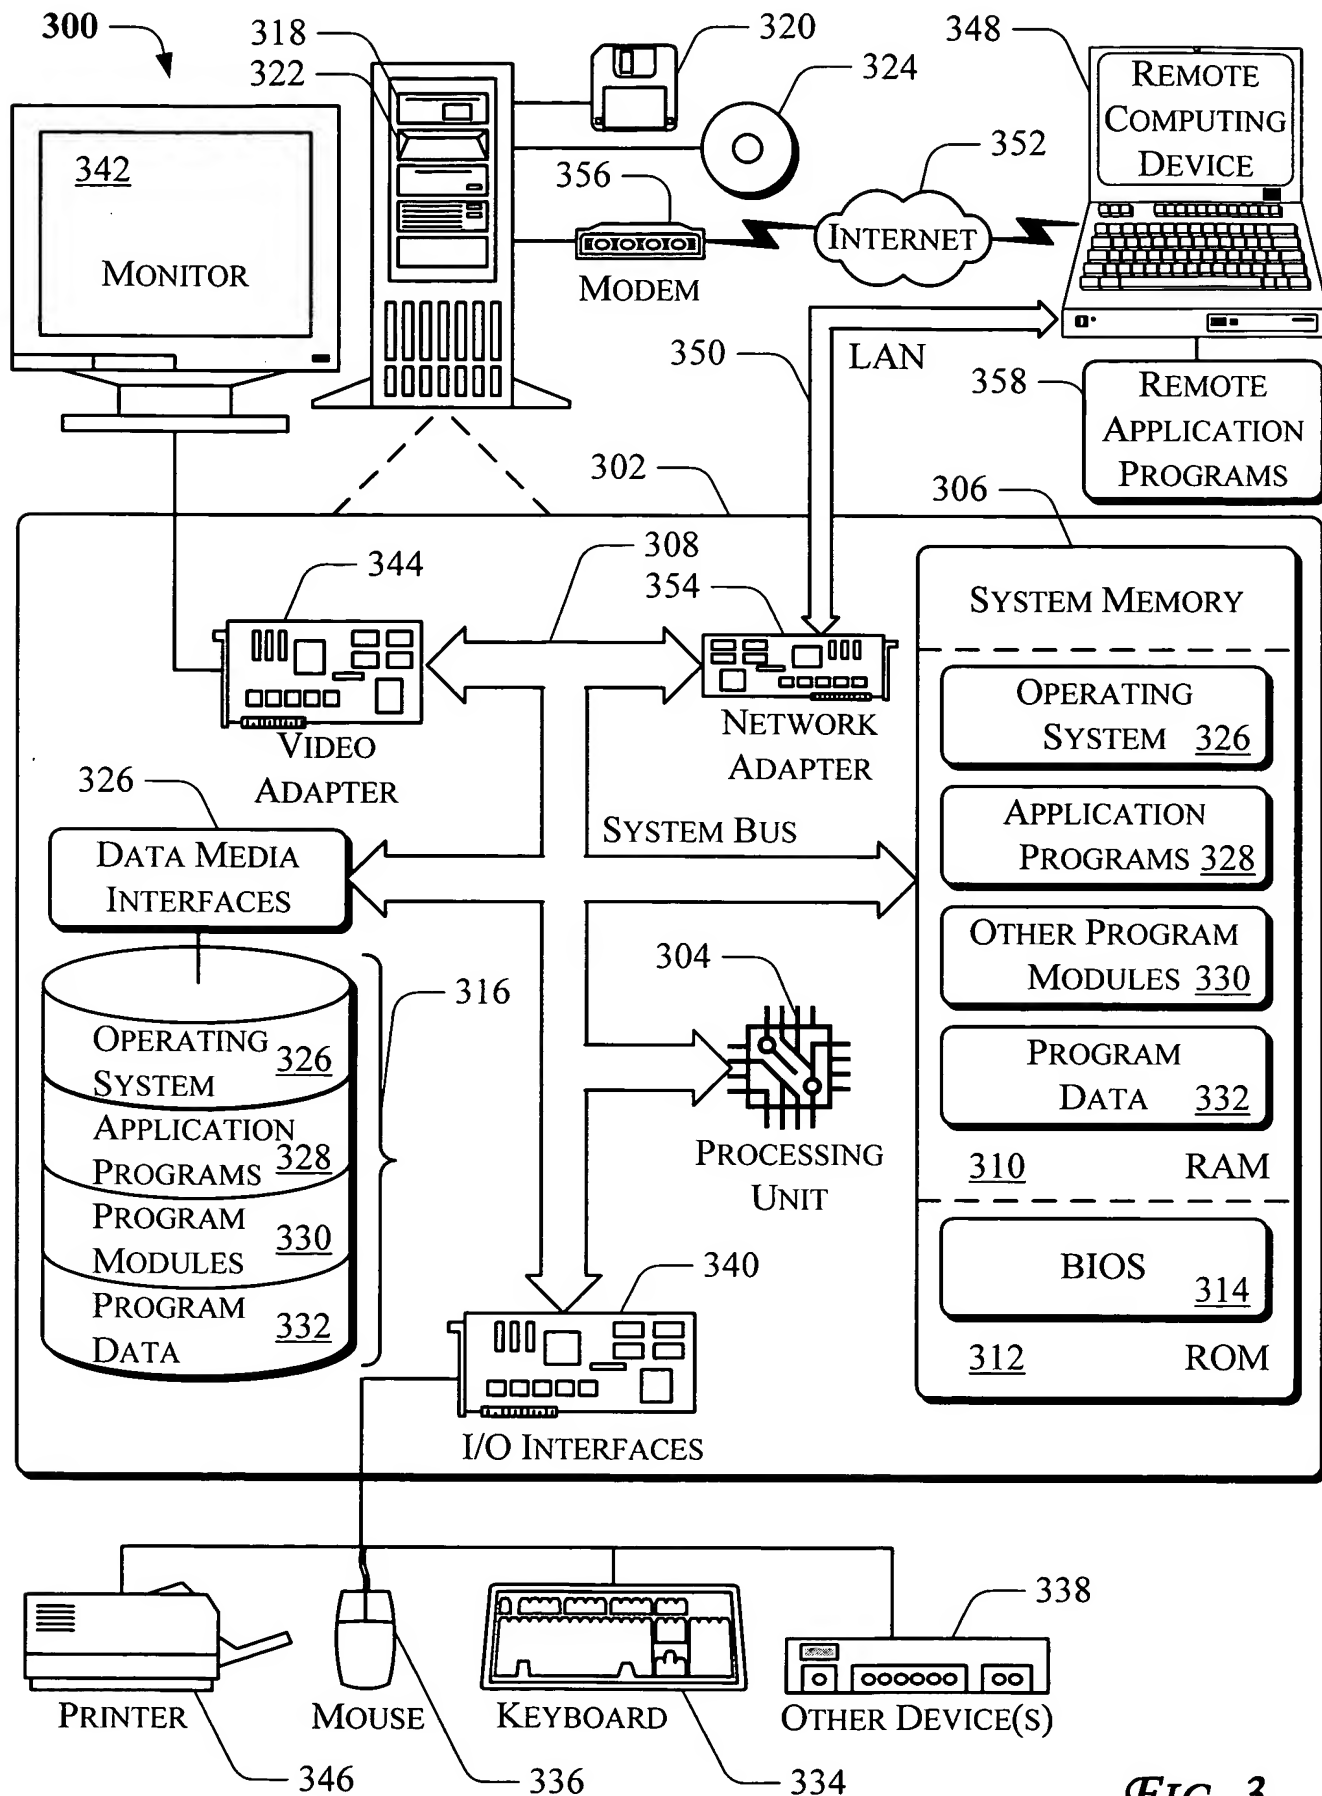 300
318
322
320
324
348
REMOTE
COMPUTING
DEVICE
342
MONITOR
356
MODEM
352
INTERNET
350
LAN
358
REMOTE
APPLICATION
PROGRAMS
302
306
344
308
354
SYSTEM MEMORY
VIDEO
ADAPTER
NETWORK
ADAPTER
OPERATING
SYSTEM 326
326
DATA MEDIA
INTERFACES
SYSTEM BUS
APPLICATION
PROGRAMS 328
OTHER PROGRAM
MODULES 330
304
316
PROCESSING
UNIT
PROGRAM
DATA 332
310 RAM
OPERATING
SYSTEM 326
APPLICATION
PROGRAMS 328
PROGRAM
MODULES 330
PROGRAM
DATA 332
BIOS 314
312 ROM
340
I/O INTERFACES
338
PRINTER
MOUSE
KEYBOARD
OTHER DEVICE(S)
346
336
334
FIG. 3